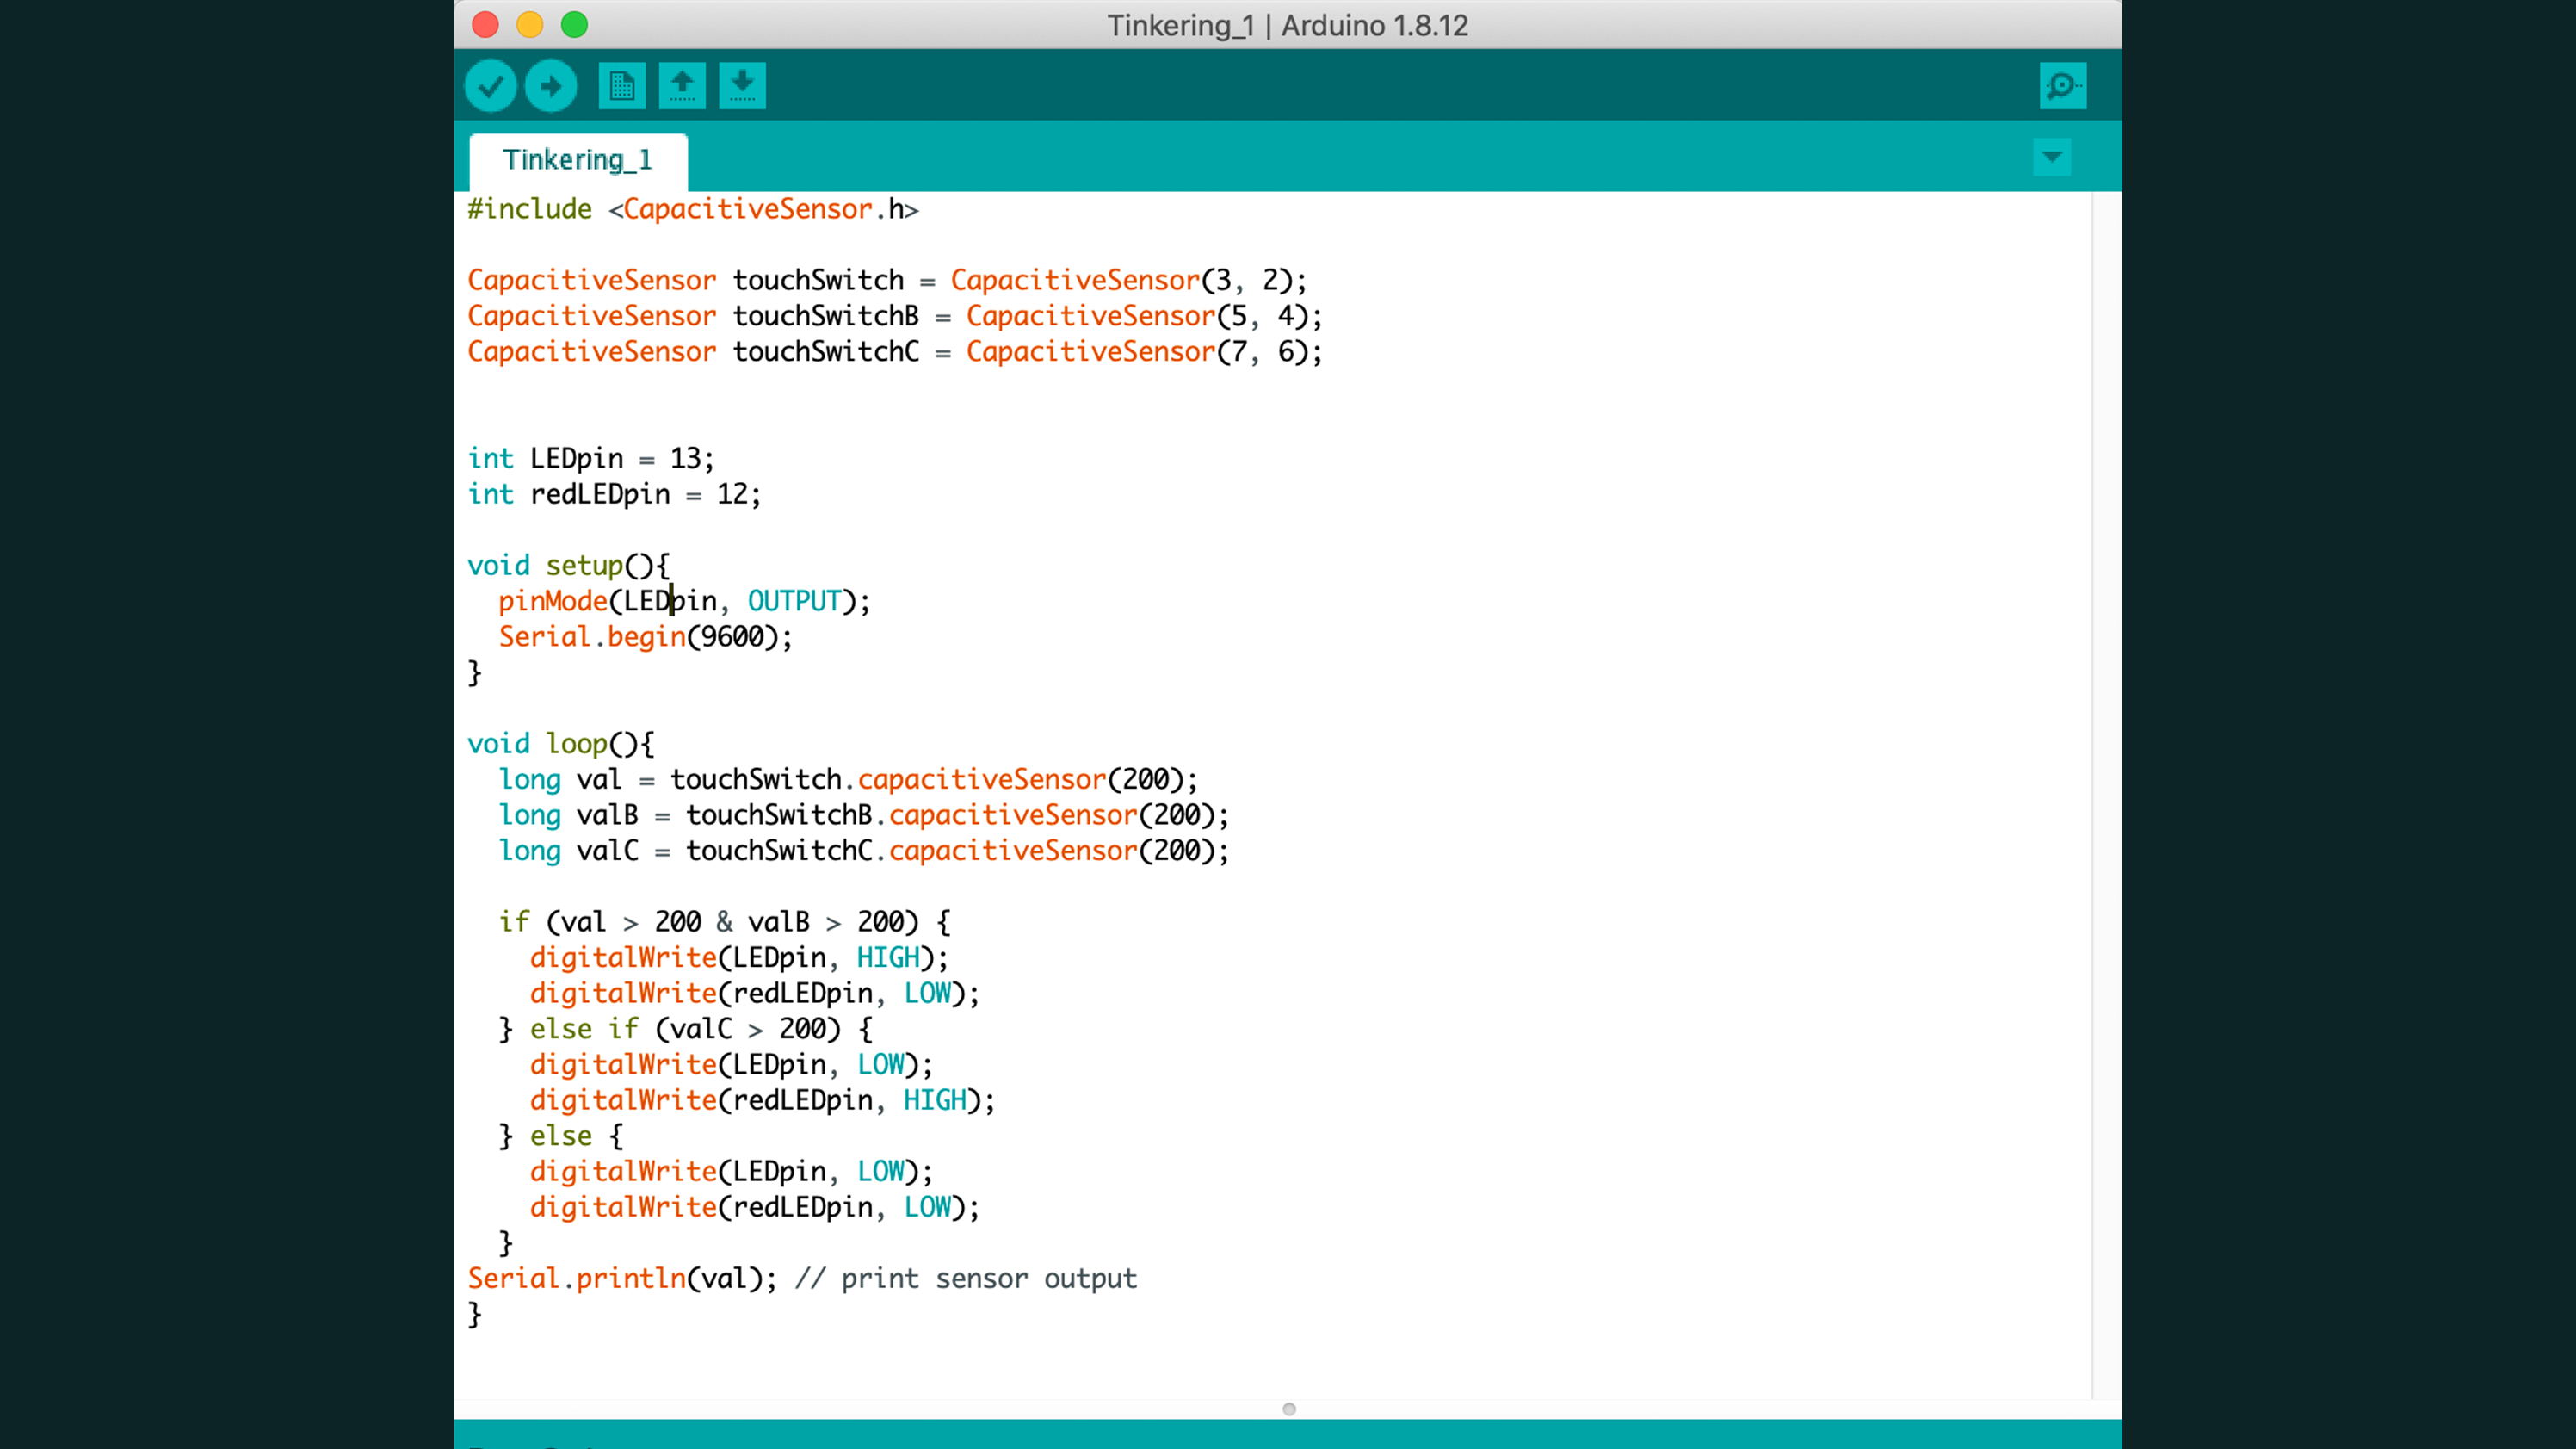 Tinkering_1 | Arduino 1.8.12
Tinkering_1
#include <CapacitiveSensor.h>
CapacitiveSensor touchSwitch = CapacitiveSensor(3, 2);
CapacitiveSensor touchSwitchB = CapacitiveSensor(5, 4);
CapacitiveSensor touchSwitchC = CapacitiveSensor(7, 6);
int LEDpin = 13;
int redLEDpin = 12;
void setup(){
  pinMode(LEDpin, OUTPUT);
  Serial.begin(9600);
}
void loop(){
  long val = touchSwitch.capacitiveSensor(200);
  long valB = touchSwitchB.capacitiveSensor(200);
  long valC = touchSwitchC.capacitiveSensor(200);
  if (val > 200 & valB > 200) {
    digitalWrite(LEDpin, HIGH);
    digitalWrite(redLEDpin, LOW);
  } else if (valC > 200) {
    digitalWrite(LEDpin, LOW);
    digitalWrite(redLEDpin, HIGH);
  } else {
    digitalWrite(LEDpin, LOW);
    digitalWrite(redLEDpin, LOW);
  }
Serial.println(val); // print sensor output
}